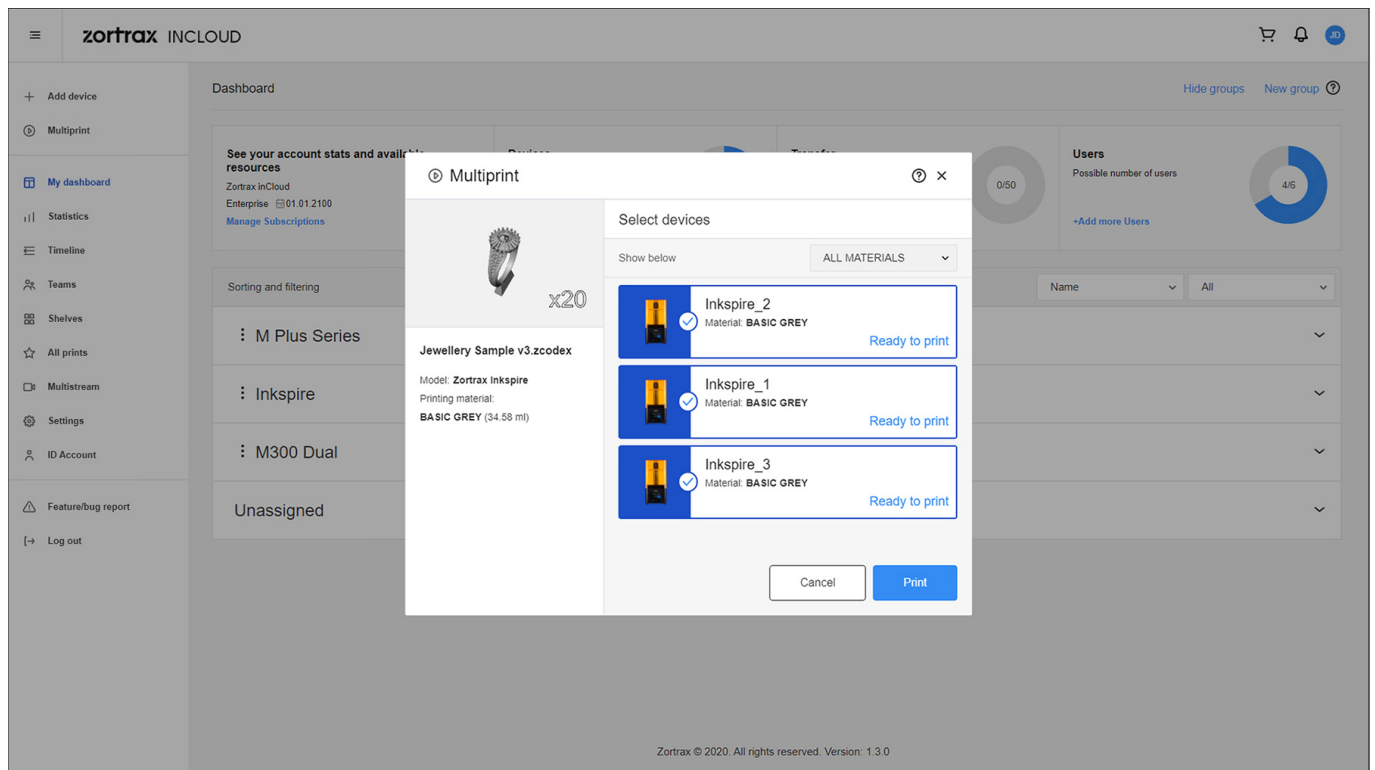 zortrax INCLOUD
JD
Add device
Multiprint
My dashboard
Statistics
Timeline
Teams
Shelves
All prints
Multistream
Settings
ID Account
Feature/bug report
Log out
Dashboard
Hide groups
New group
See your account stats and available
resources
Zortrax inCloud
Enterprise 01.01.2100
Manage Subscriptions
Devices
Transfer
0/50
Users
Possible number of users
+Add more Users
4/6
Sorting and filtering
Name
All
M Plus Series
Inkspire
M300 Dual
Unassigned
Multiprint
x20
Jewellery Sample v3.zcodex
Model: Zortrax Inkspire
Printing material:
BASIC GREY (34.58 ml)
Select devices
Show below
ALL MATERIALS
Inkspire_2
Material: BASIC GREY
Ready to print
Inkspire_1
Material: BASIC GREY
Ready to print
Inkspire_3
Material: BASIC GREY
Ready to print
Cancel
Print
Zortrax © 2020. All rights reserved. Version: 1.3.0